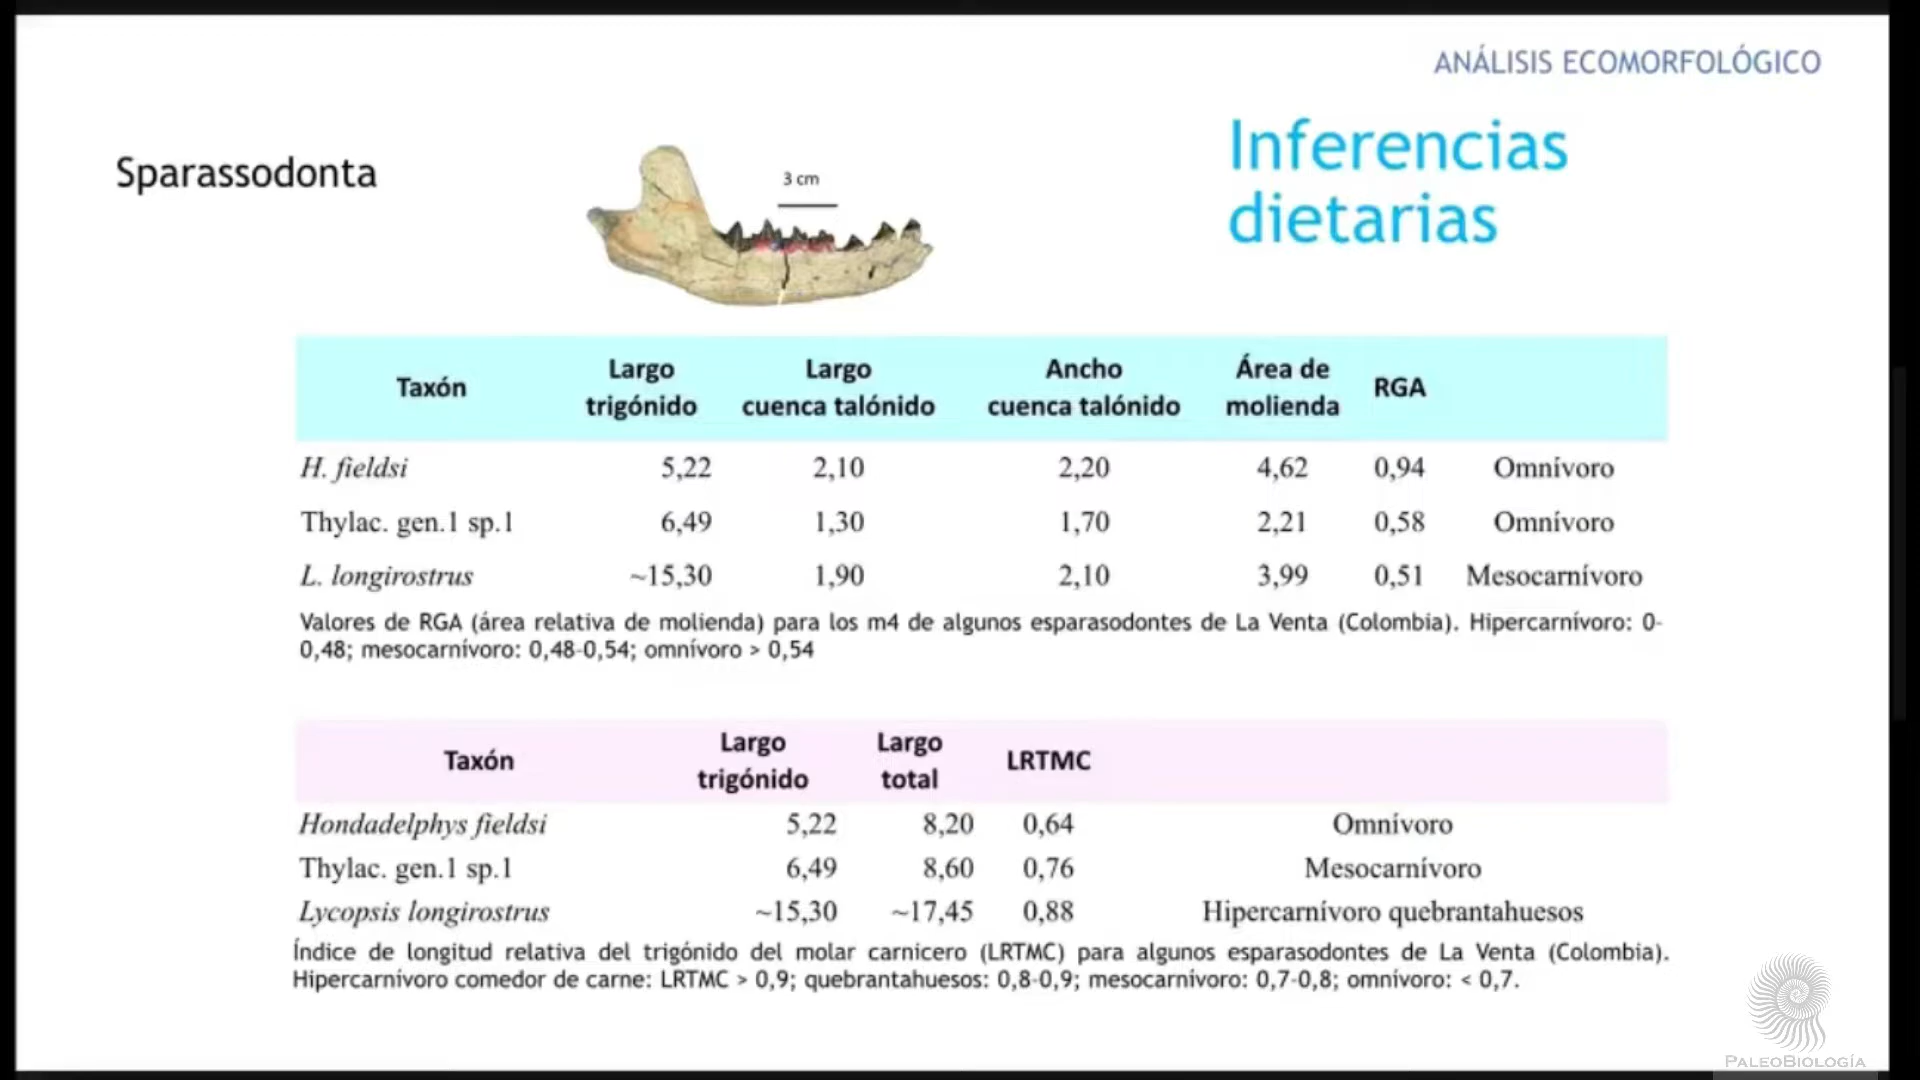 ANÁLISIS ECOMORFOLÓGICO
Sparassodonta
3 cm
Inferencias
dietarias
Taxón Largo trigónido Largo cuenca talónido Ancho cuenca talónido Área de molienda RGA
H. fieldsi 5,22 2,10 2,20 4,62 0,94 Omnívoro
Thylac. gen.1 sp.1 6,49 1,30 1,70 2,21 0,58 Omnívoro
L. longirostrus ~15,30 1,90 2,10 3,99 0,51 Mesocarnívoro
Valores de RGA (área relativa de molienda) para los m4 de algunos esparasodontes de La Venta (Colombia). Hipercarnívoro: 0-
0,48; mesocarnívoro: 0,48-0,54; omnívoro > 0,54
Taxón Largo trigónido Largo total LRTMC
Hondadelphys fieldsi 5,22 8,20 0,64 Omnívoro
Thylac. gen.1 sp.1 6,49 8,60 0,76 Mesocarnívoro
Lycopsis longirostrus ~15,30 ~17,45 0,88 Hipercarnívoro quebrantahuesos
Índice de longitud relativa del trigónido del molar carnicero (LRTMC) para algunos esparasodontes de La Venta (Colombia).
Hipercarnívoro comedor de carne: LRTMC > 0,9; quebrantahuesos: 0,8-0,9; mesocarnívoro: 0,7-0,8; omnívoro: < 0,7.
PALEOBIOLOGÍA